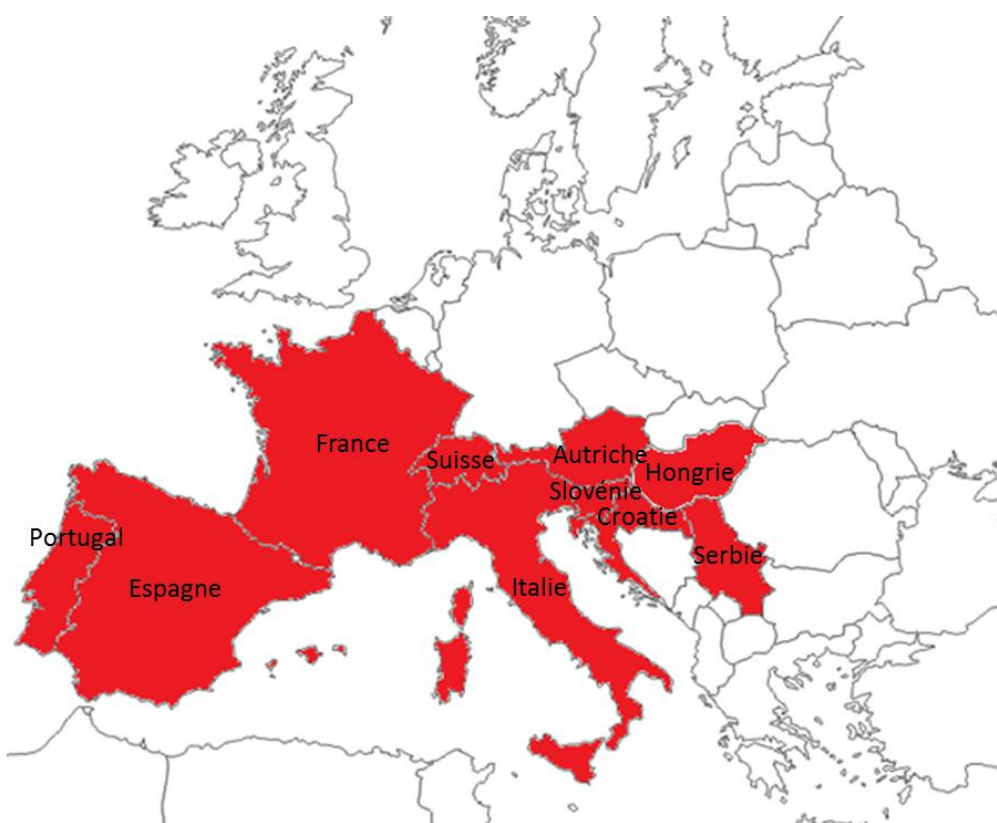 France
Suisse
Autriche
Hongrie
Slovénie
Croatie
Portugal
Serbie
Espagne
Italie